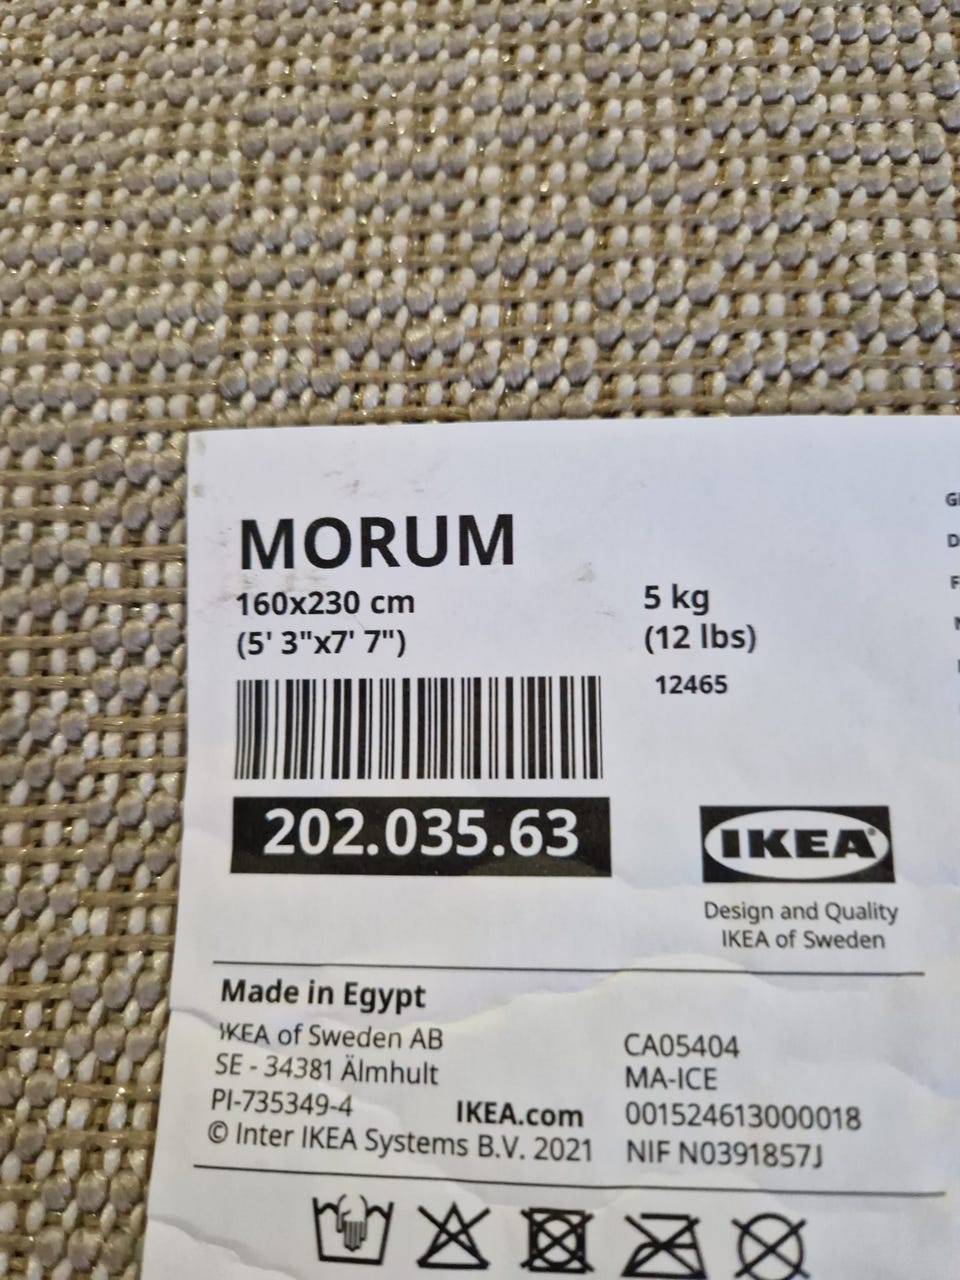 MORUM
160x230 cm
(5' 3"x7' 7")
5 kg
(12 lbs)
12465
202.035.63
IKEA®
Design and Quality
IKEA of Sweden
Made in Egypt
IKEA of Sweden AB
SE - 34381 Älmhult
PI-735349-4
IKEA.com
© Inter IKEA Systems B.V. 2021
CA05404
MA-ICE
001524613000018
NIF N0391857J